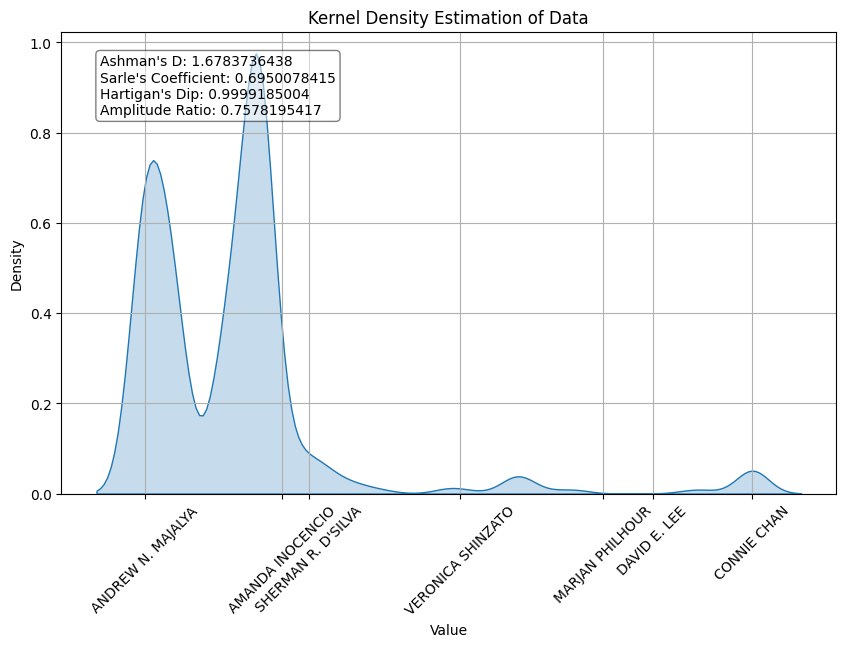 Kernel Density Estimation of Data
Ashman's D: 1.6783736438
Sarle's Coefficient: 0.6950078415
Hartigan's Dip: 0.9999185004
Amplitude Ratio: 0.7578195417
1.0
0.8
0.6
0.4
0.2
0.0
Density
ANDREW N. MAJALYA
AMANDA INOCENCIO
SHERMAN R. D'SILVA
VERONICA SHINZATO
MARJAN PHILHOUR
DAVID E. LEE
CONNIE CHAN
Value